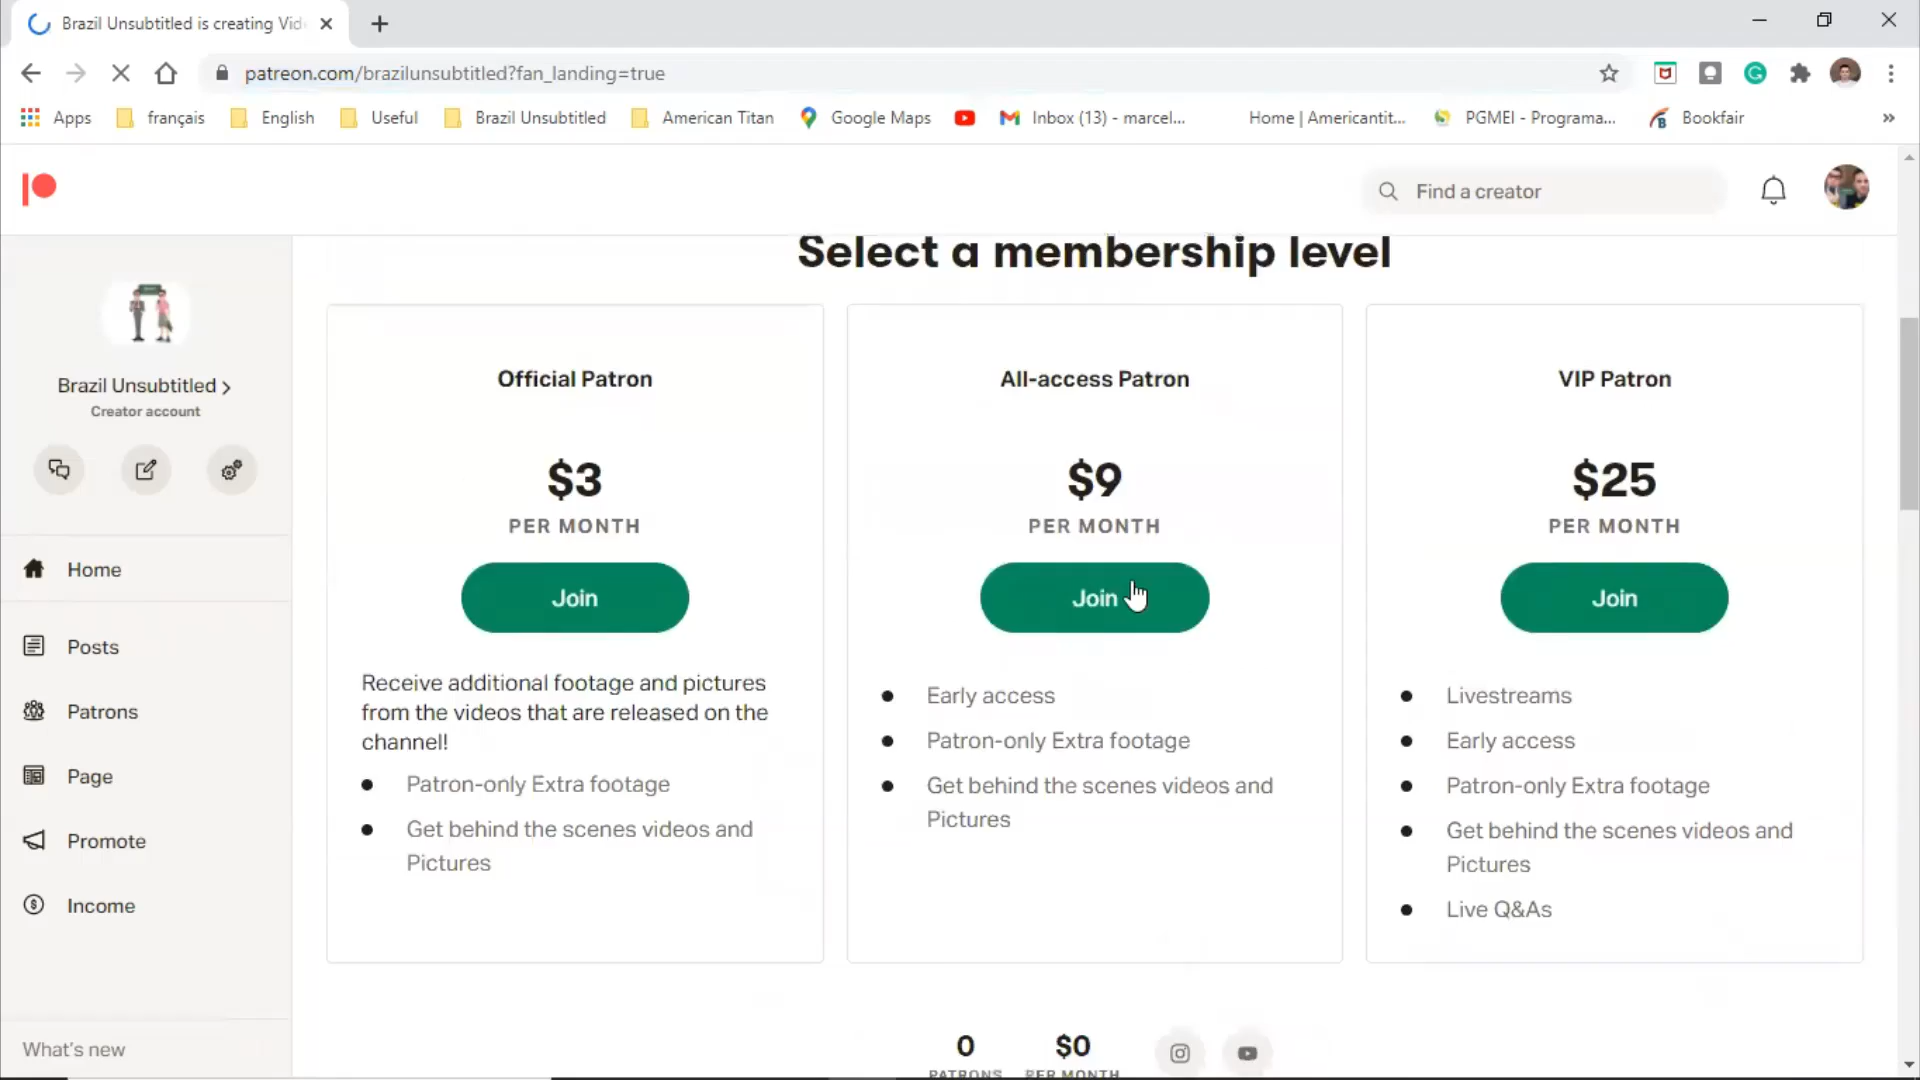 Brazil Unsubtitled is creating Vid
patreon.com/brazilunsubtitled?fan_landing=true
Apps français English Useful Brazil Unsubtitled American Titan Google Maps Inbox (13) - marcel... Home | Americantit... PGMEI - Programa... Bookfair »
Find a creator
Brazil Unsubtitled >
Creator account
Home
Posts
Patrons
Page
Promote
Income
What's new
Select a membership level
Official Patron
$3
PER MONTH
Join
Receive additional footage and pictures
from the videos that are released on the
channel!
Patron-only Extra footage
Get behind the scenes videos and
Pictures
All-access Patron
$9
PER MONTH
Join
Early access
Patron-only Extra footage
Get behind the scenes videos and
Pictures
VIP Patron
$25
PER MONTH
Join
Livestreams
Early access
Patron-only Extra footage
Get behind the scenes videos and
Pictures
Live Q&As
0 $0
PATRONS PER MONTH